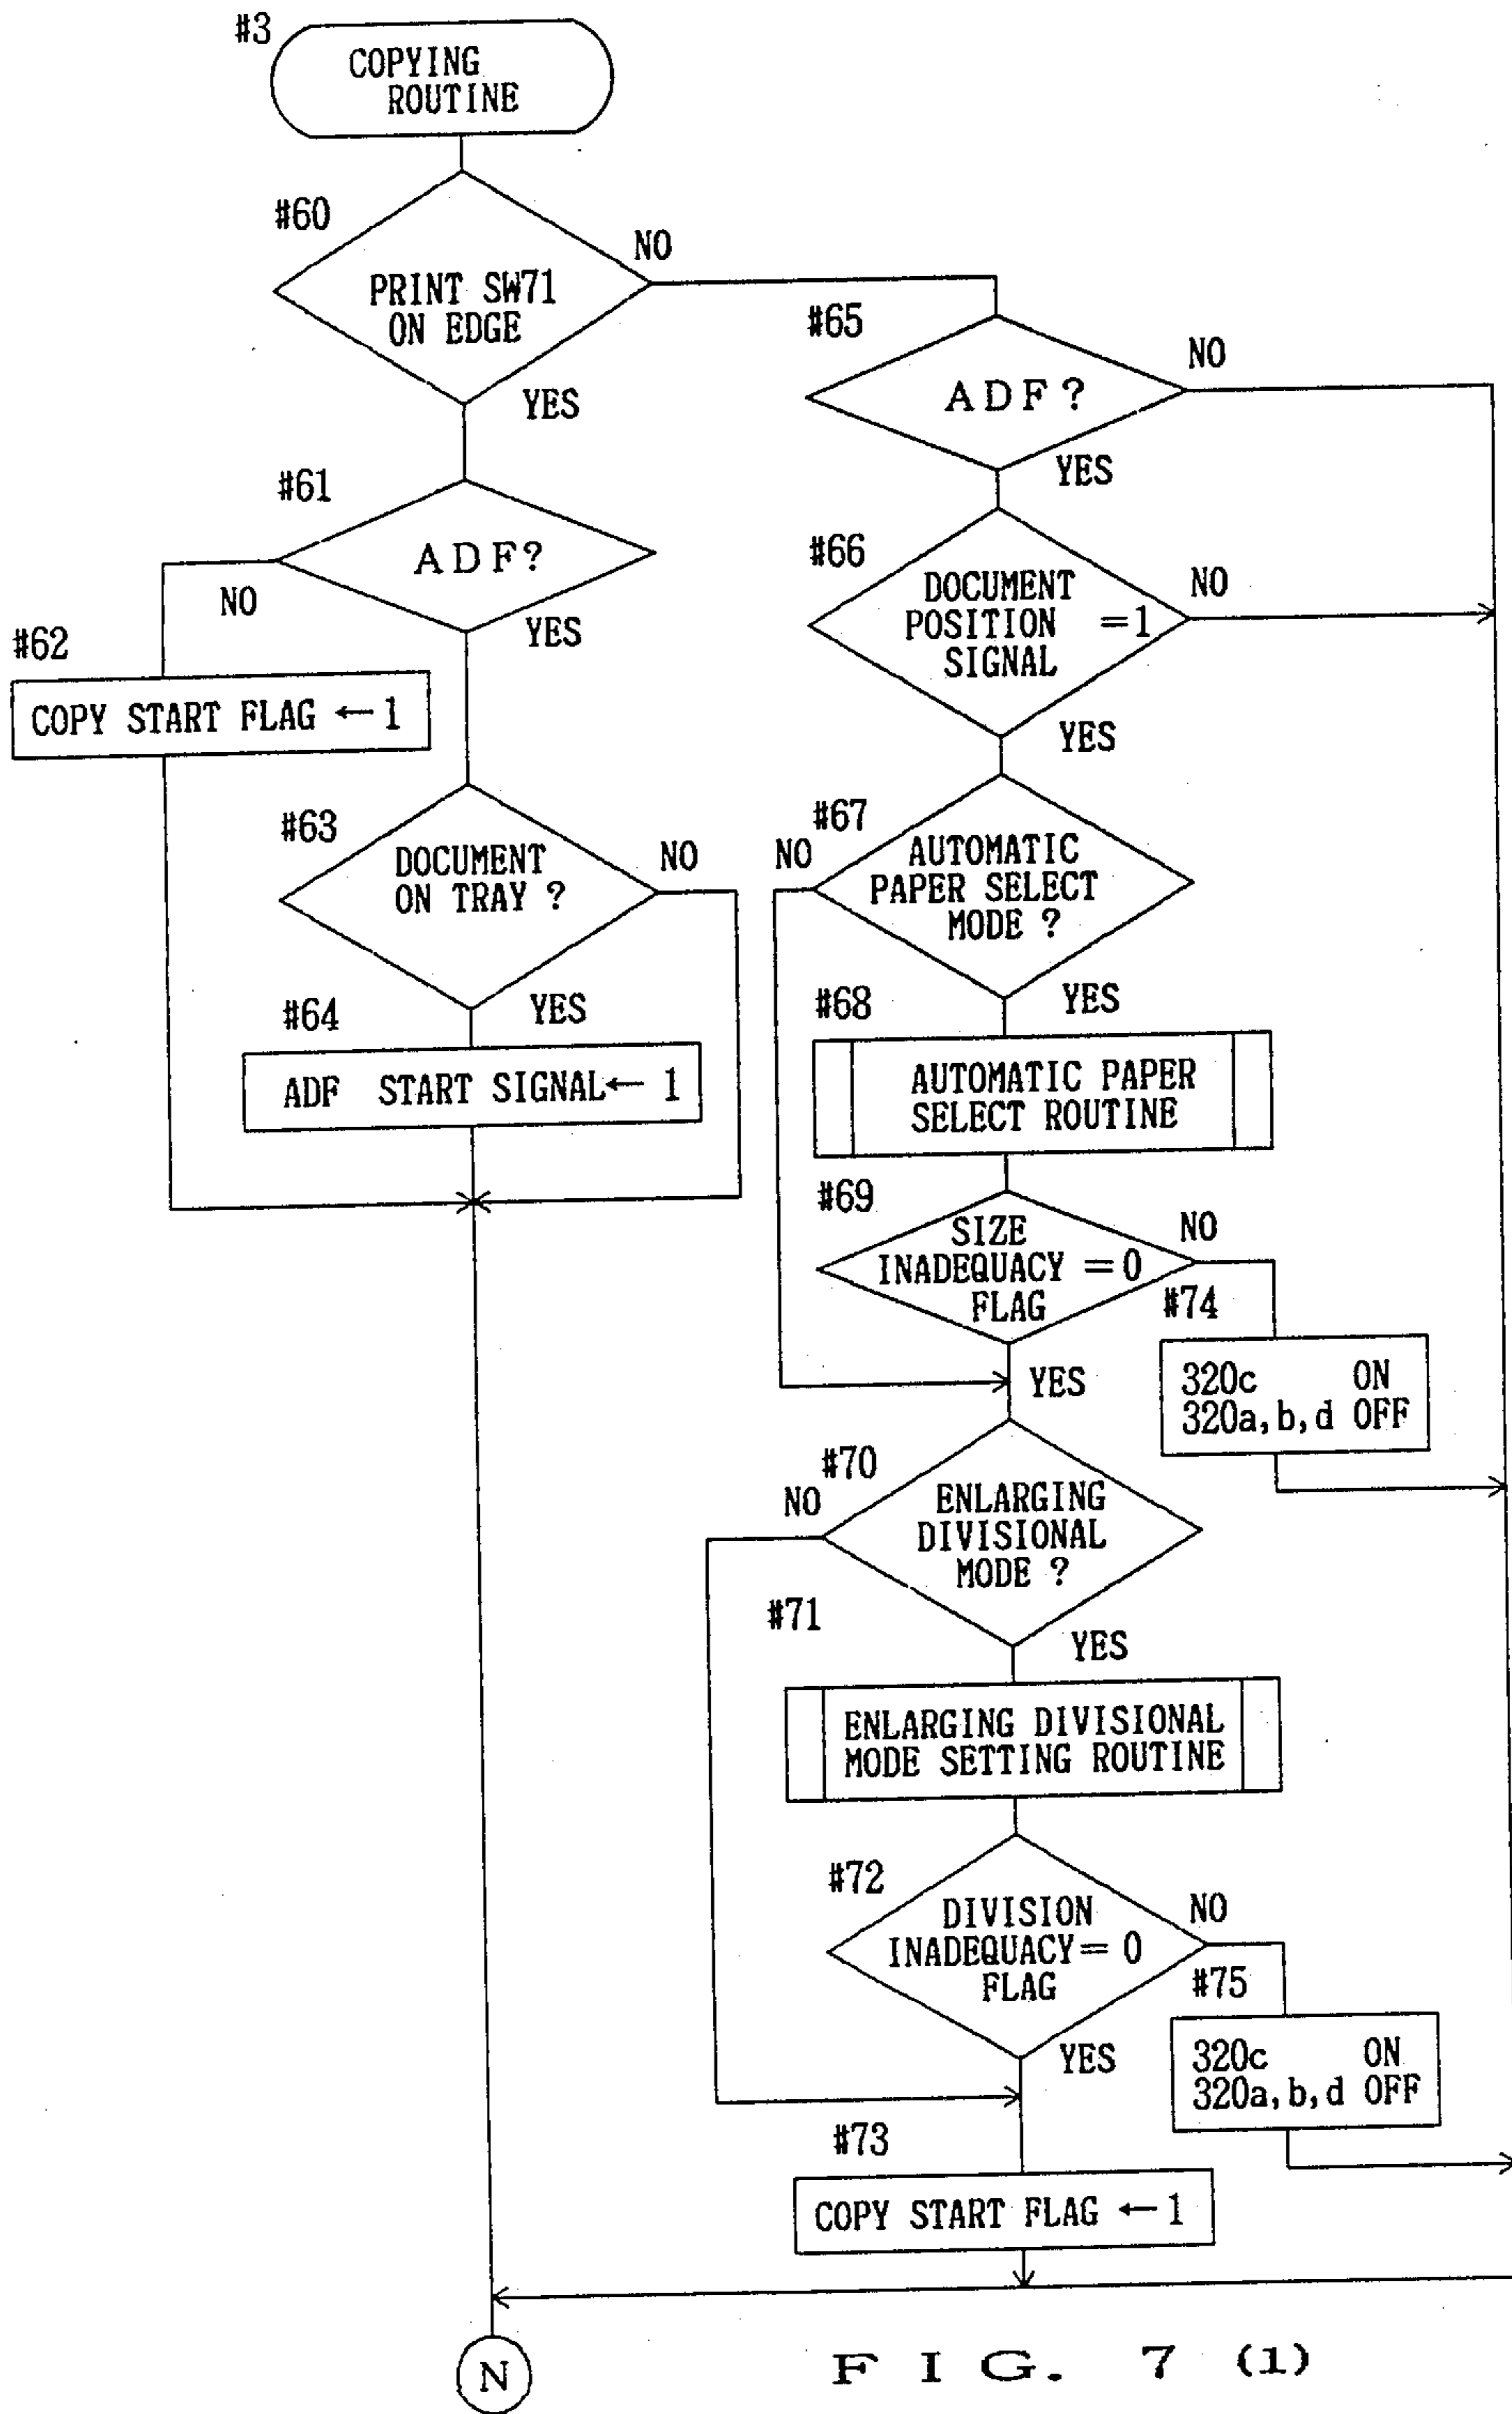 #3
COPYING
ROUTINE
#60
PRINT SW71
ON EDGE
NO
YES
#61
ADF?
NO
YES
#62
COPY START FLAG ← 1
#63
DOCUMENT
ON TRAY ?
NO
YES
#64
ADF START SIGNAL ← 1
#65
ADF?
NO
YES
#66
DOCUMENT
POSITION = 1
SIGNAL
NO
YES
#67
AUTOMATIC
PAPER SELECT
MODE ?
NO
YES
#68
AUTOMATIC PAPER
SELECT ROUTINE
#69
SIZE
INADEQUACY = 0
FLAG
NO
YES
#74
320c ON
320a,b,d OFF
#70
ENLARGING
DIVISIONAL
MODE ?
NO
YES
#71
ENLARGING DIVISIONAL
MODE SETTING ROUTINE
#72
DIVISION
INADEQUACY = 0
FLAG
NO
YES
#75
320c ON
320a,b,d OFF
#73
COPY START FLAG ← 1
N
FIG. 7 (1)